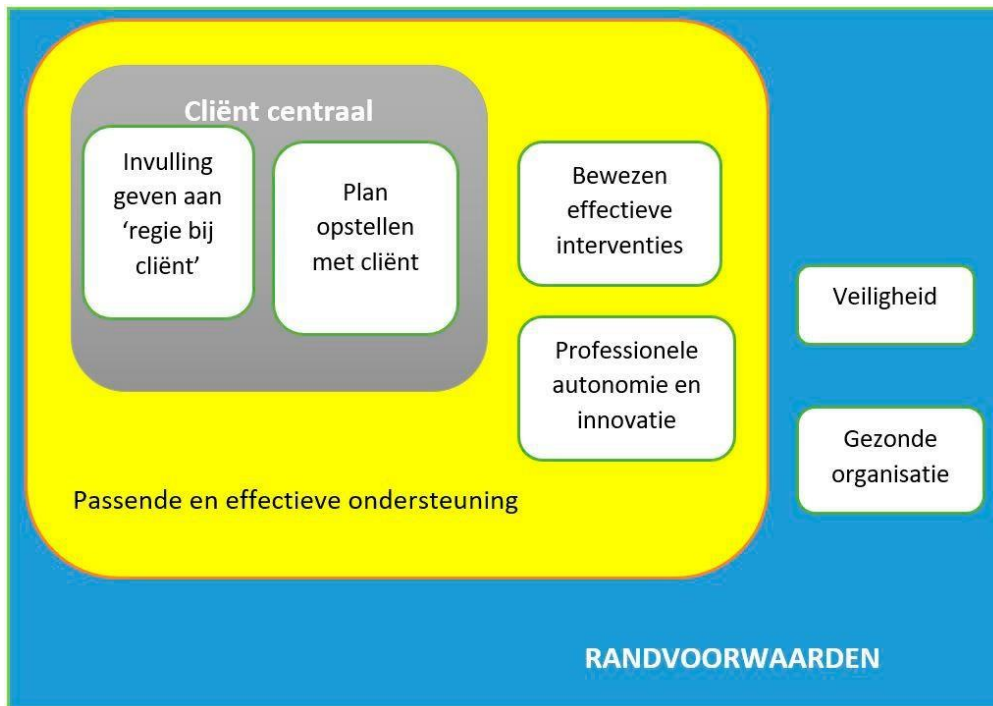 Cliënt centraal
Invulling
geven aan
‘regie bij
cliënt’
Plan
opstellen
met cliënt
Bewezen
effectieve
interventies
Professionele
autonomie en
innovatie
Passende en effectieve ondersteuning
Veiligheid
Gezonde
organisatie
RANDVOORWAARDEN